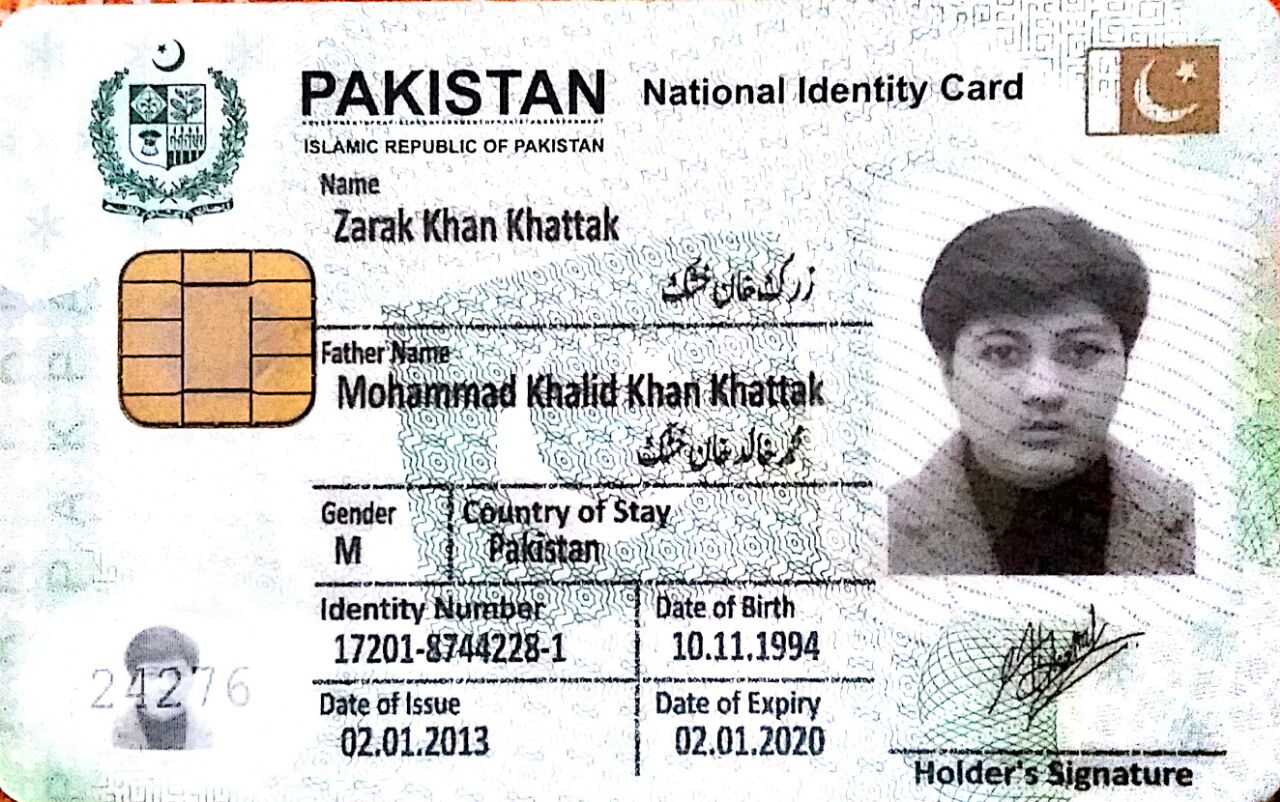 PAKISTAN National Identity Card
ISLAMIC REPUBLIC OF PAKISTAN
Name
Zarak Khan Khattak
زرک خان خٹک
Father Name
Mohammad Khalid Khan Khattak
محمد خالد خان خٹک
Gender Country of Stay
M Pakistan
Identity Number Date of Birth
17201-8744228-1 10.11.1994
24276
Date of Issue Date of Expiry
02.01.2013 02.01.2020
Holder's Signature